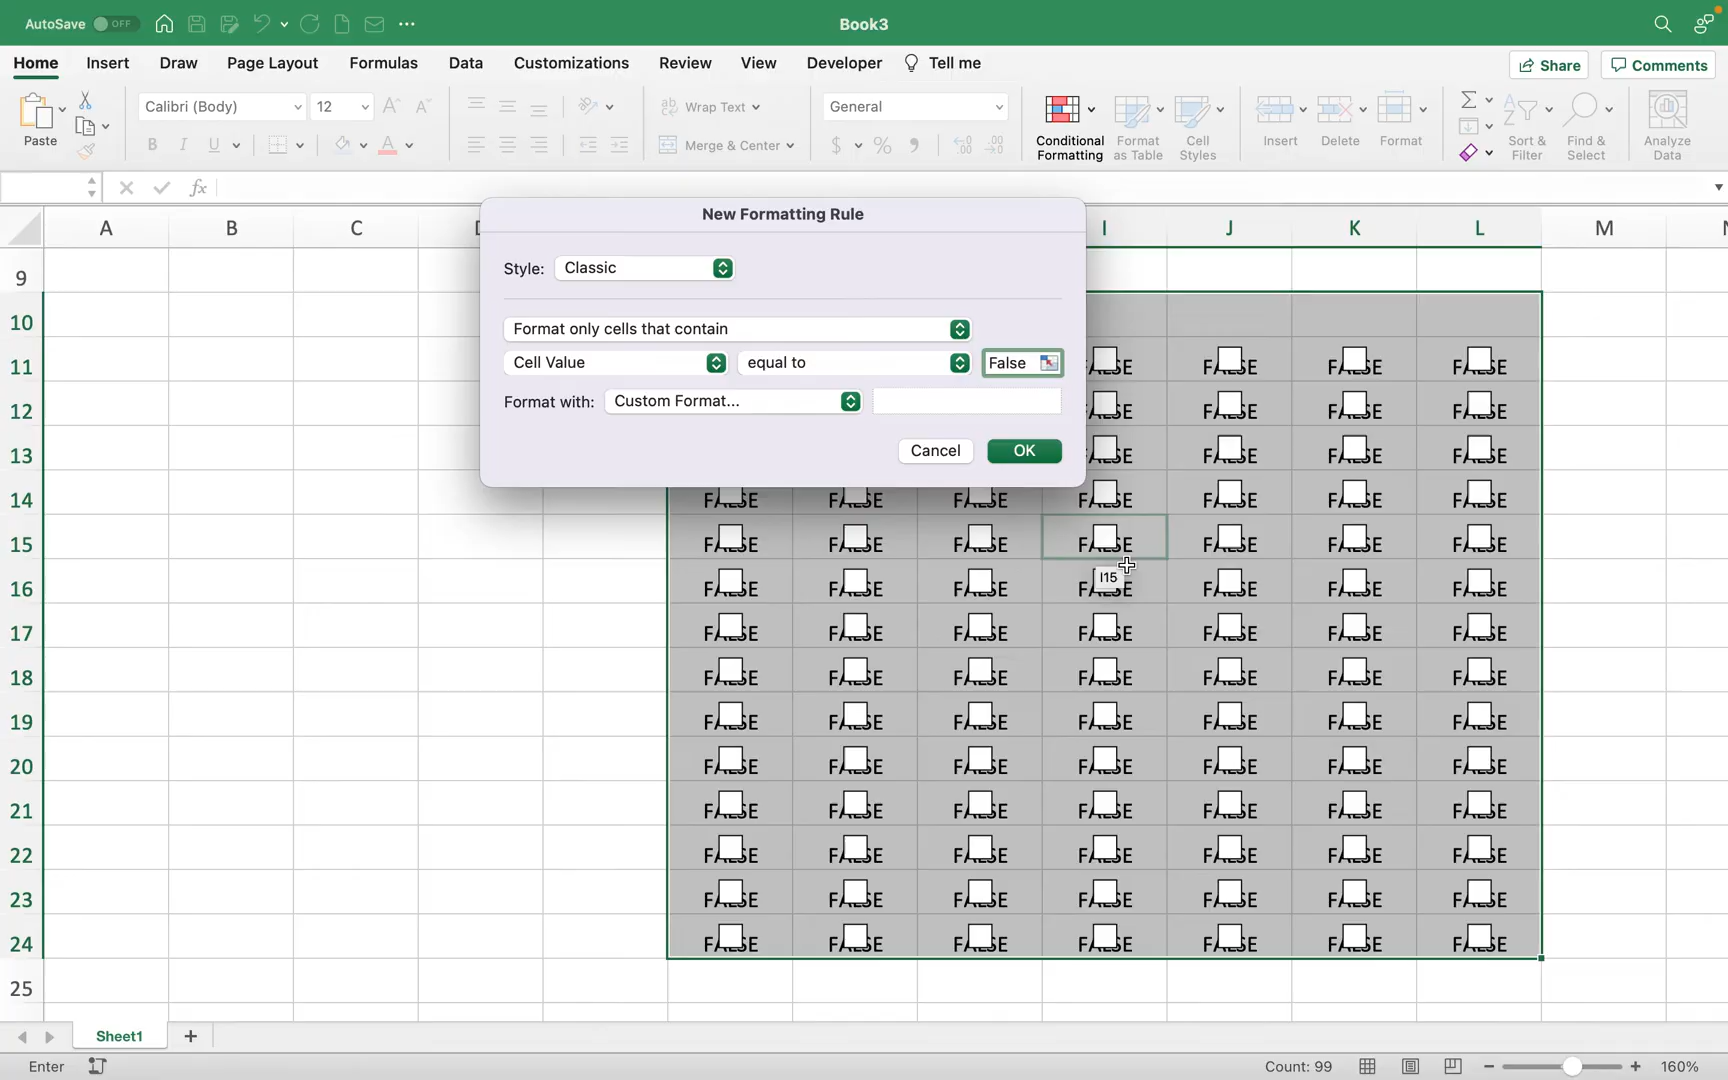 AutoSave OFF Book3
Home Insert Draw Page Layout Formulas Data Customizations Review View Developer Tell me Share Comments
Paste Calibri (Body) 12 Wrap Text General Conditional Formatting Format as Table Cell Styles Insert Delete Format Sort & Filter Find & Select Analyze Data
B I U A Merge & Center $ %
fx
A B C I J K L M
New Formatting Rule
Style: Classic
Format only cells that contain
Cell Value equal to False
Format with: Custom Format...
Cancel OK
9
10
11 FALSE FALSE FALSE FALSE
12 FALSE FALSE FALSE FALSE
13 FALSE FALSE FALSE FALSE
14 FALSE FALSE FALSE FALSE FALSE FALSE FALSE
15 FALSE FALSE FALSE FALSE FALSE FALSE FALSE
I15
16 FALSE FALSE FALSE FALSE FALSE FALSE FALSE
17 FALSE FALSE FALSE FALSE FALSE FALSE FALSE
18 FALSE FALSE FALSE FALSE FALSE FALSE FALSE
19 FALSE FALSE FALSE FALSE FALSE FALSE FALSE
20 FALSE FALSE FALSE FALSE FALSE FALSE FALSE
21 FALSE FALSE FALSE FALSE FALSE FALSE FALSE
22 FALSE FALSE FALSE FALSE FALSE FALSE FALSE
23 FALSE FALSE FALSE FALSE FALSE FALSE FALSE
24 FALSE FALSE FALSE FALSE FALSE FALSE FALSE
25
Sheet1 +
Enter Count: 99 − + 160%